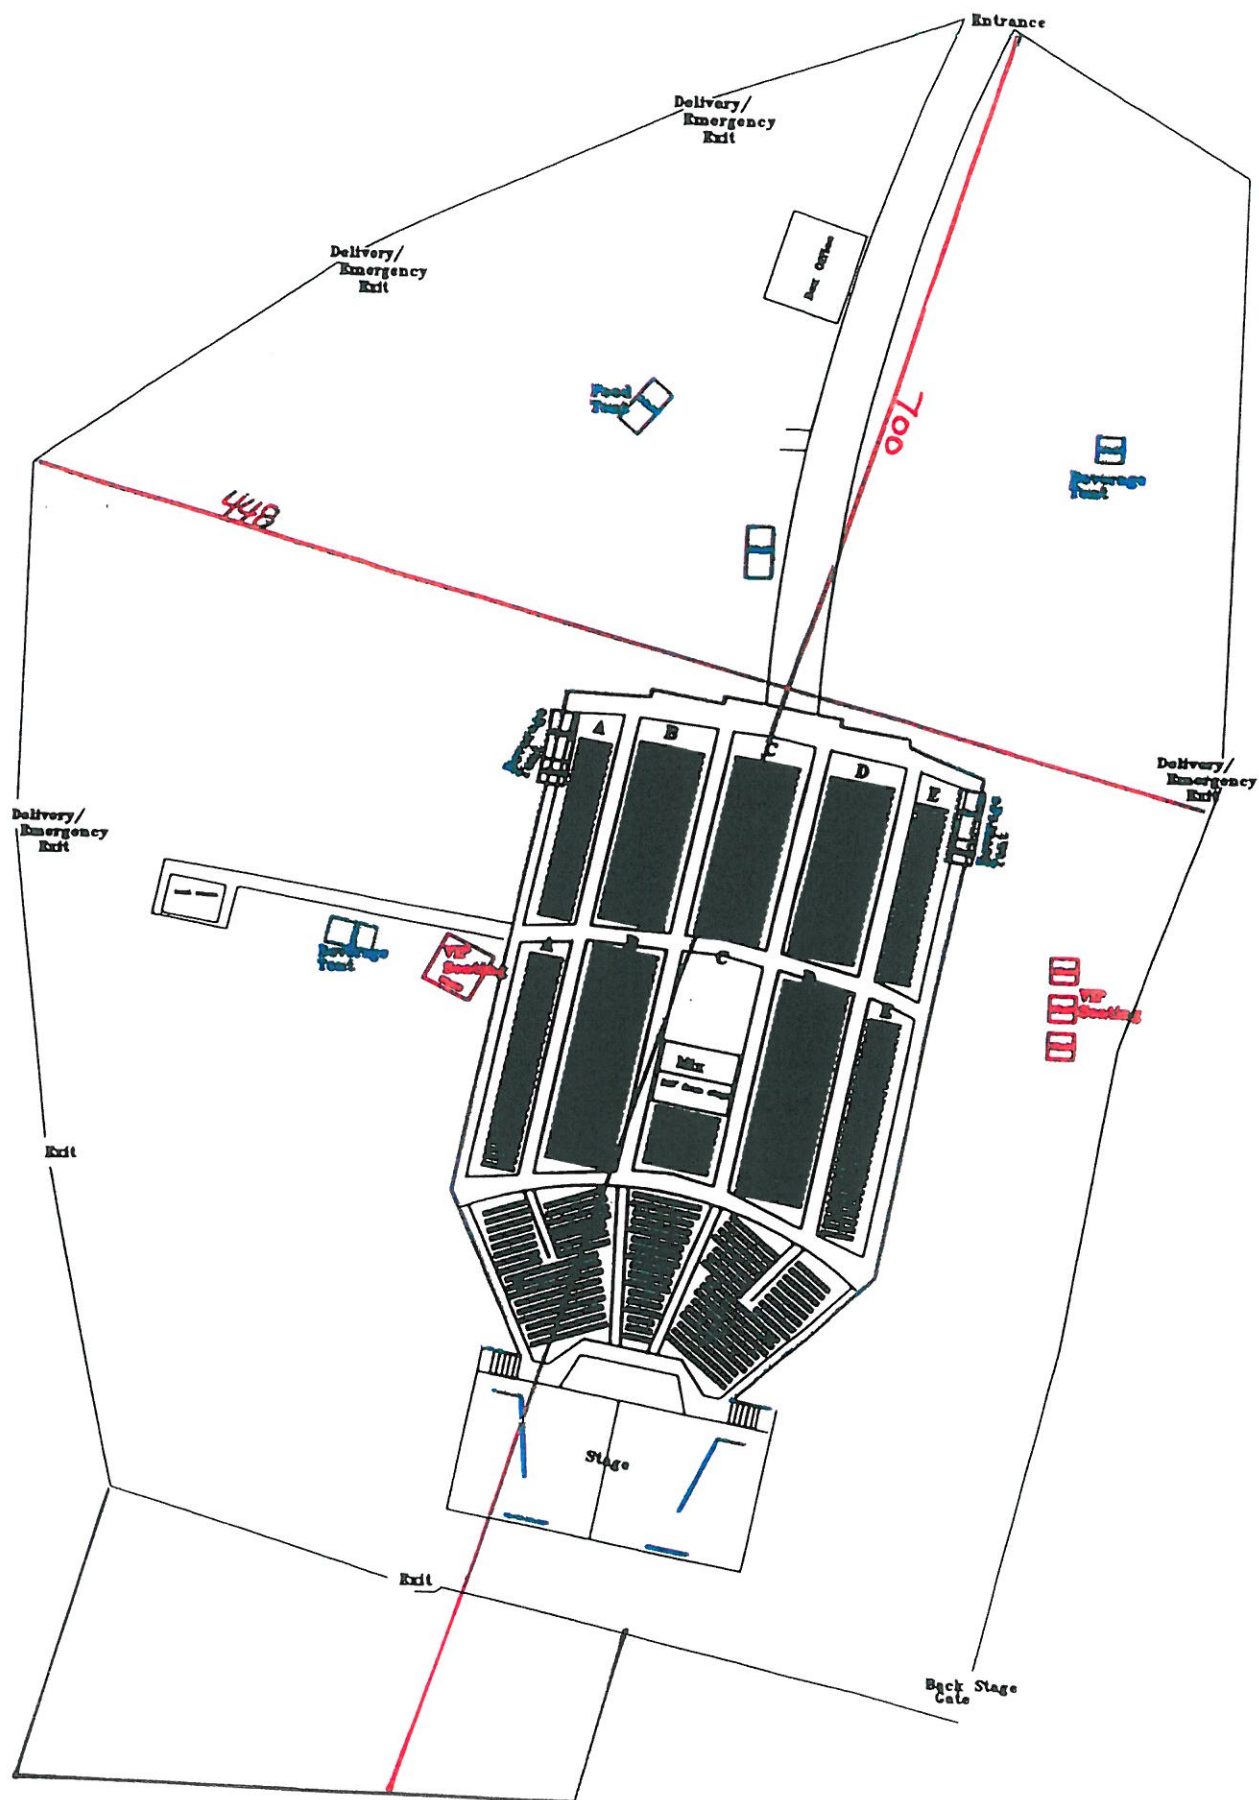 Entrance
Delivery/
Emergency
Exit
Delivery/
Emergency
Exit
Box Office
Food
Tent
700
Beverage
Tent
448
A
B
C
D
E
Delivery/
Emergency
Exit
Delivery/
Emergency
Exit
Beverage
Tent
VIP
Seating
A
B
C
D
E
VIP
Seating
Mix
Exit
Stage
Exit
Back Stage
Gate